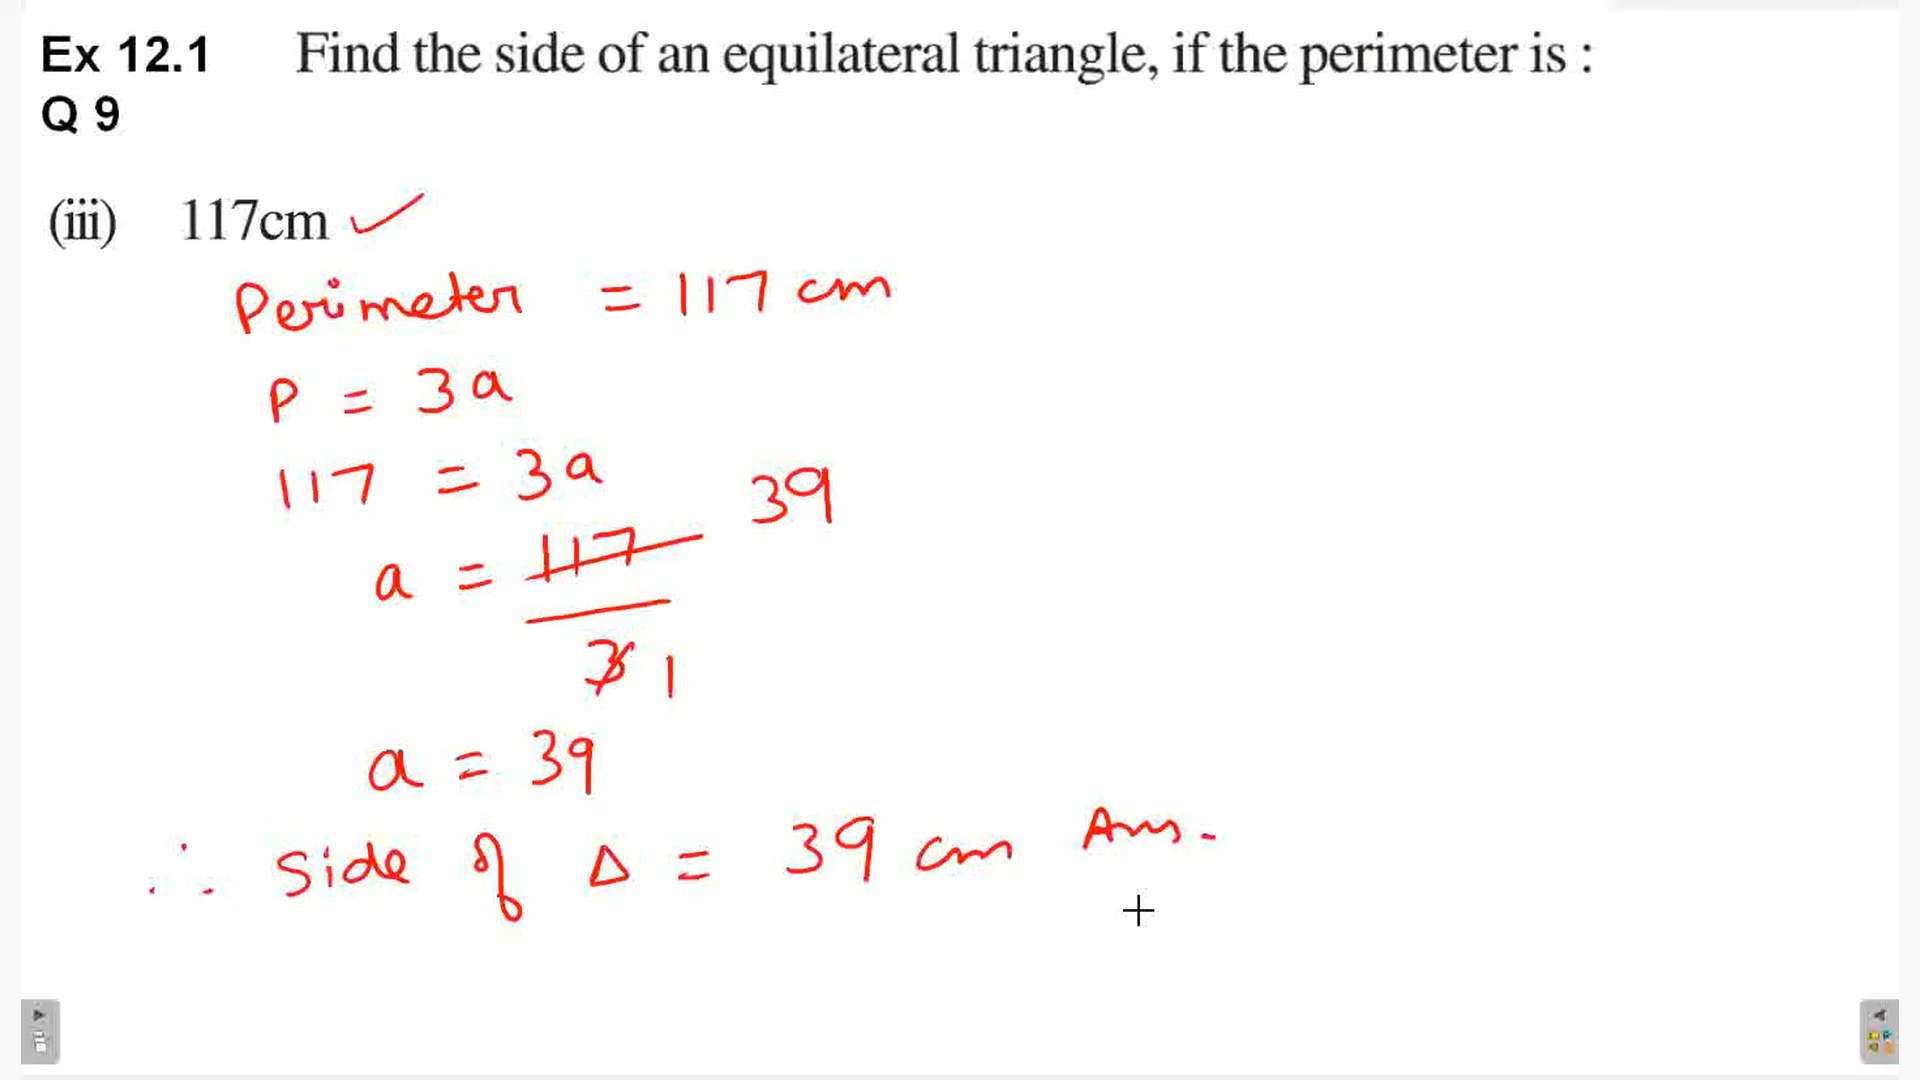 Ex 12.1 Find the side of an equilateral triangle, if the perimeter is :
Q 9
(iii) 117cm ✓
Perimeter = 117 cm
P = 3a
117 = 3a
a = 117/3 39 1
a = 39
∴ Side of Δ = 39 cm Ans.